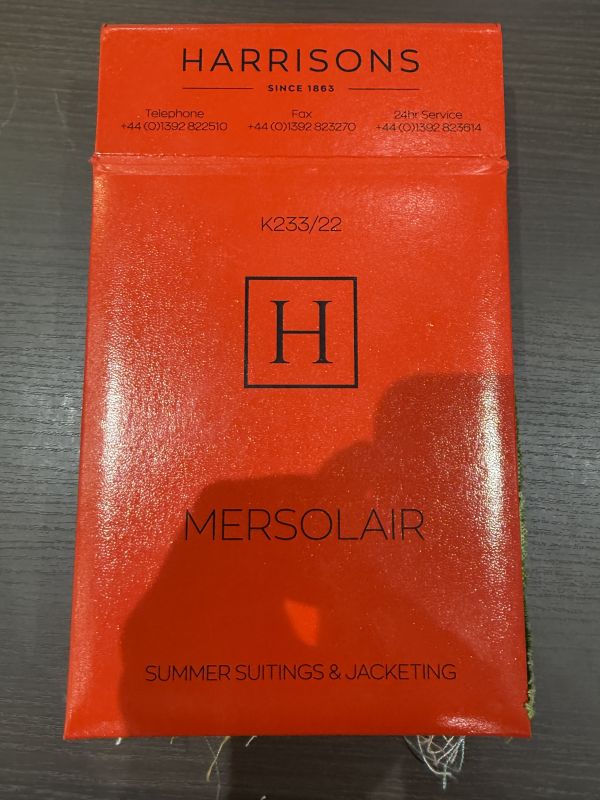 HARRISONS
SINCE 1863
Telephone Fax 24hr Service
+44 (0)1392 822510 +44 (0)1392 823270 +44 (0)1392 823614
K233/22
H
MERSOLAIR
SUMMER SUITINGS & JACKETING